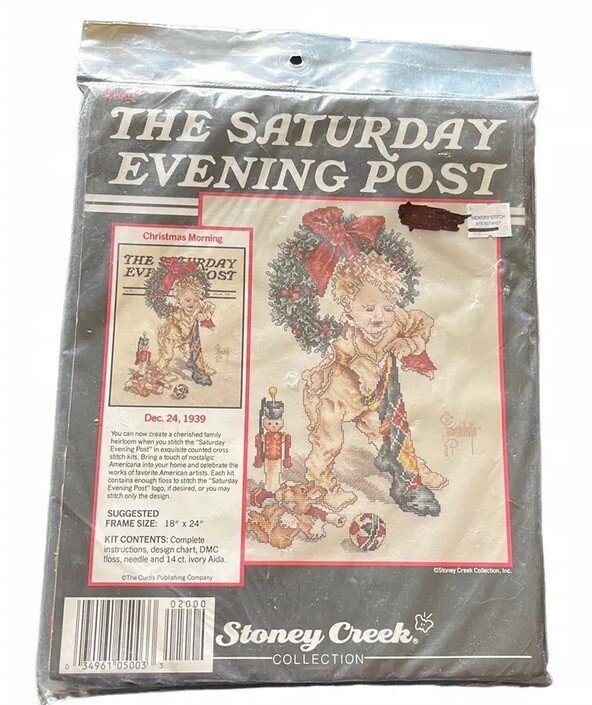 THE SATURDAY
EVENING POST
HICKORY STITCH
Christmas Morning
THE SATURDAY
EVENING POST
Dec. 24, 1939
You can now create a cherished family
heirloom when you stitch the "Saturday
Evening Post" in exquisite counted cross
stitch kits. Bring a touch of nostalgic
Americana into your home and celebrate the
works of favorite American artists. Each kit
contains enough floss to stitch the "Saturday
Evening Post" logo, if desired, or you may
stitch only the design.
SUGGESTED
FRAME SIZE: 18" x 24"
KIT CONTENTS: Complete
instructions, design chart, DMC
floss, needle and 14 ct. ivory Aida.
©The Curtis Publishing Company
©Stoney Creek Collection, Inc.
02000
0 34961 05003 3
Stoney Creek®
COLLECTION